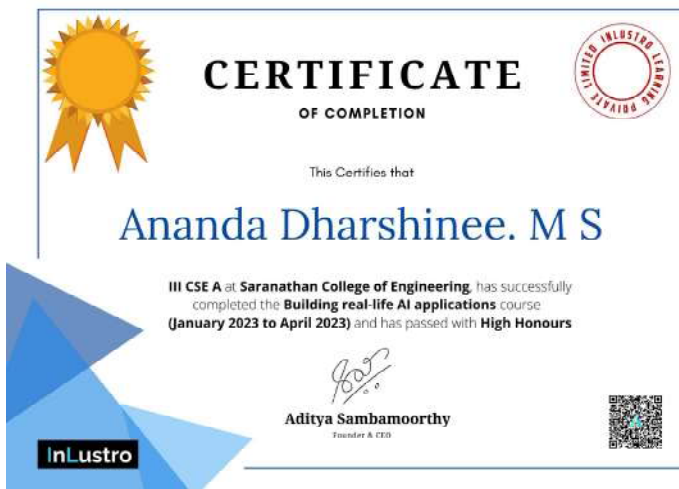 CERTIFICATE
OF COMPLETION
INLUSTRO LEARNING PRIVATE LIMITED
This Certifies that
Ananda Dharshinee. M S
III CSE A at Saranathan College of Engineering, has successfully
completed the Building real-life AI applications course
(January 2023 to April 2023) and has passed with High Honours
Aditya Sambamoorthy
Founder & CEO
InLustro